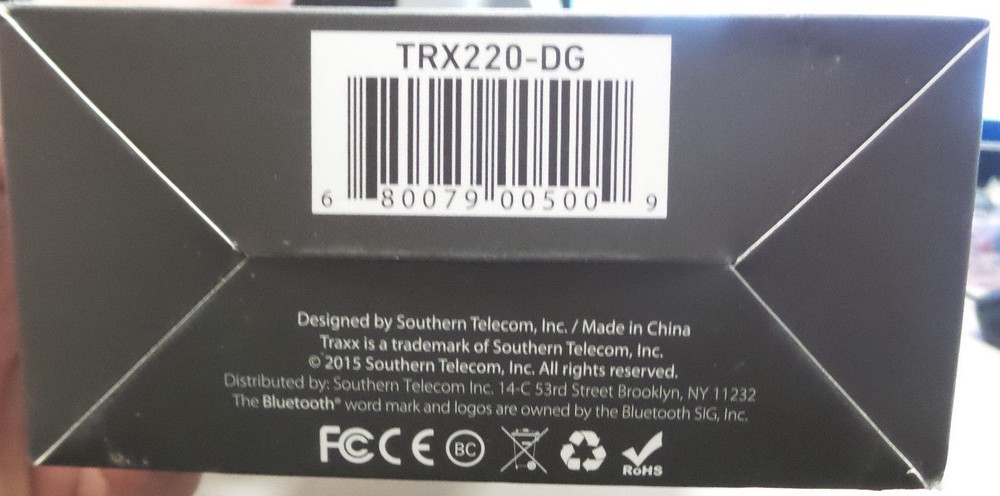 TRX220-DG
6 80079 00500 9
Designed by Southern Telecom, Inc. / Made in China
Traxx is a trademark of Southern Telecom, Inc.
© 2015 Southern Telecom, Inc. All rights reserved.
Distributed by: Southern Telecom Inc. 14-C 53rd Street Brooklyn, NY 11232
The Bluetooth® word mark and logos are owned by the Bluetooth SIG, Inc.
FC CE BC RoHS